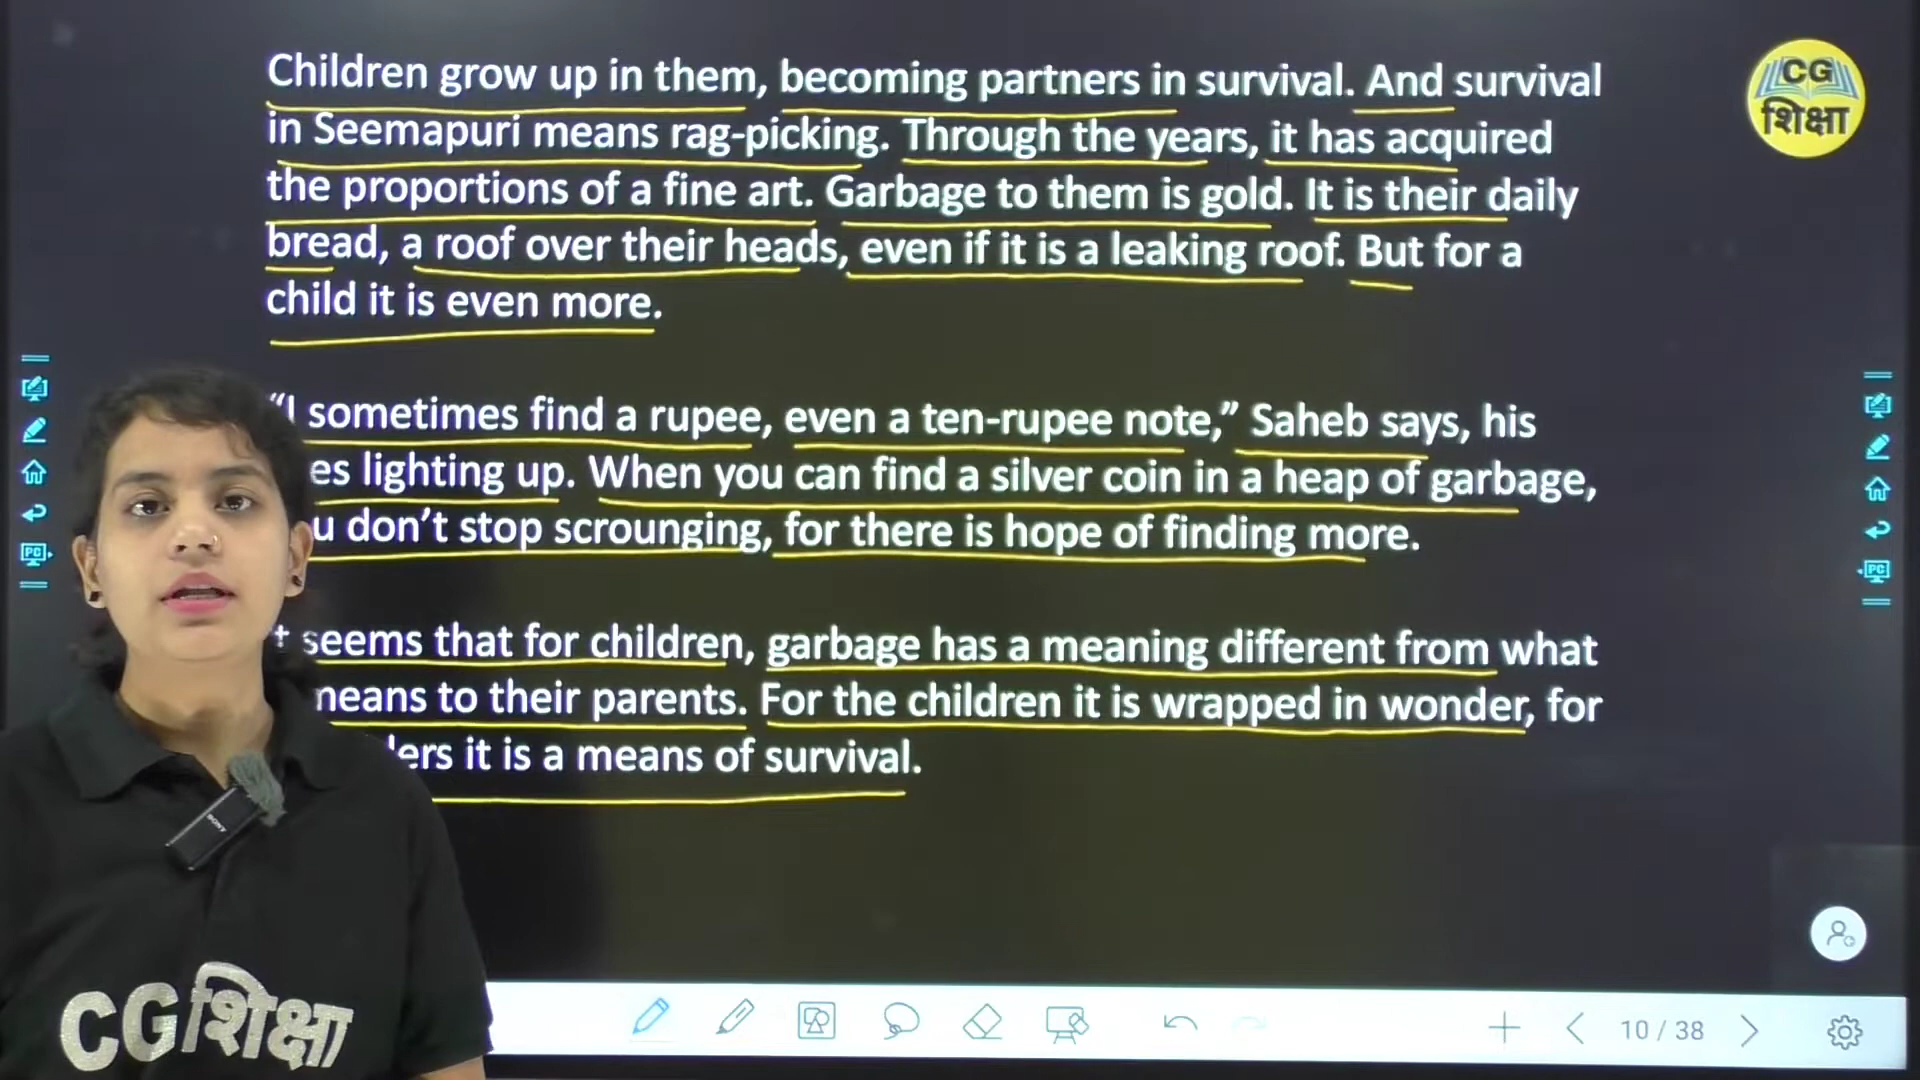 Children grow up in them, becoming partners in survival. And survival
in Seemapuri means rag-picking. Through the years, it has acquired
the proportions of a fine art. Garbage to them is gold. It is their daily
bread, a roof over their heads, even if it is a leaking roof. But for a
child it is even more.
“I sometimes find a rupee, even a ten-rupee note,” Saheb says, his
lighting up. When you can find a silver coin in a heap of garbage,
don’t stop scrounging, for there is hope of finding more.
seems that for children, garbage has a meaning different from what
means to their parents. For the children it is wrapped in wonder, for
it is a means of survival.
CG
शिक्षा
PC
PC
SONY
CGशिक्षा
10 / 38